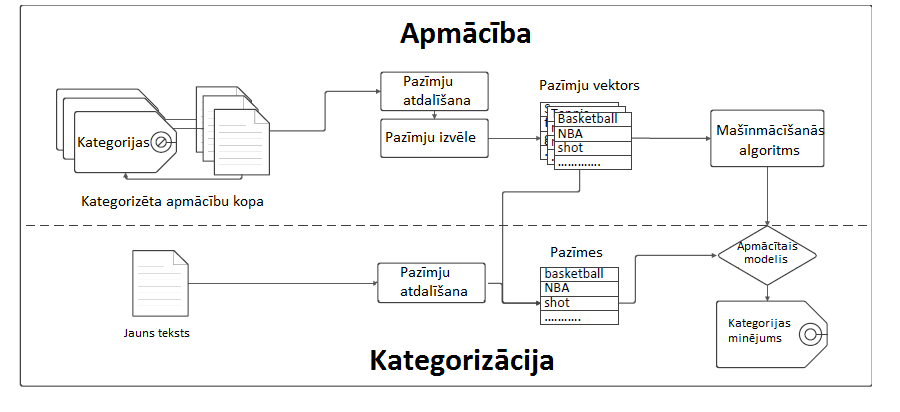 Apmācība
Kategorijas
Kategorizēta apmācību kopa
Pazīmju
atdalīšana
Pazīmju izvēle
Pazīmju vektors
Basketball
NBA
shot
.............
Mašīnmācīšanās
algoritms
Jauns teksts
Pazīmju
atdalīšana
Pazīmes
basketball
NBA
shot
...........
Apmācītais
modelis
Kategorijas
minējums
Kategorizācija